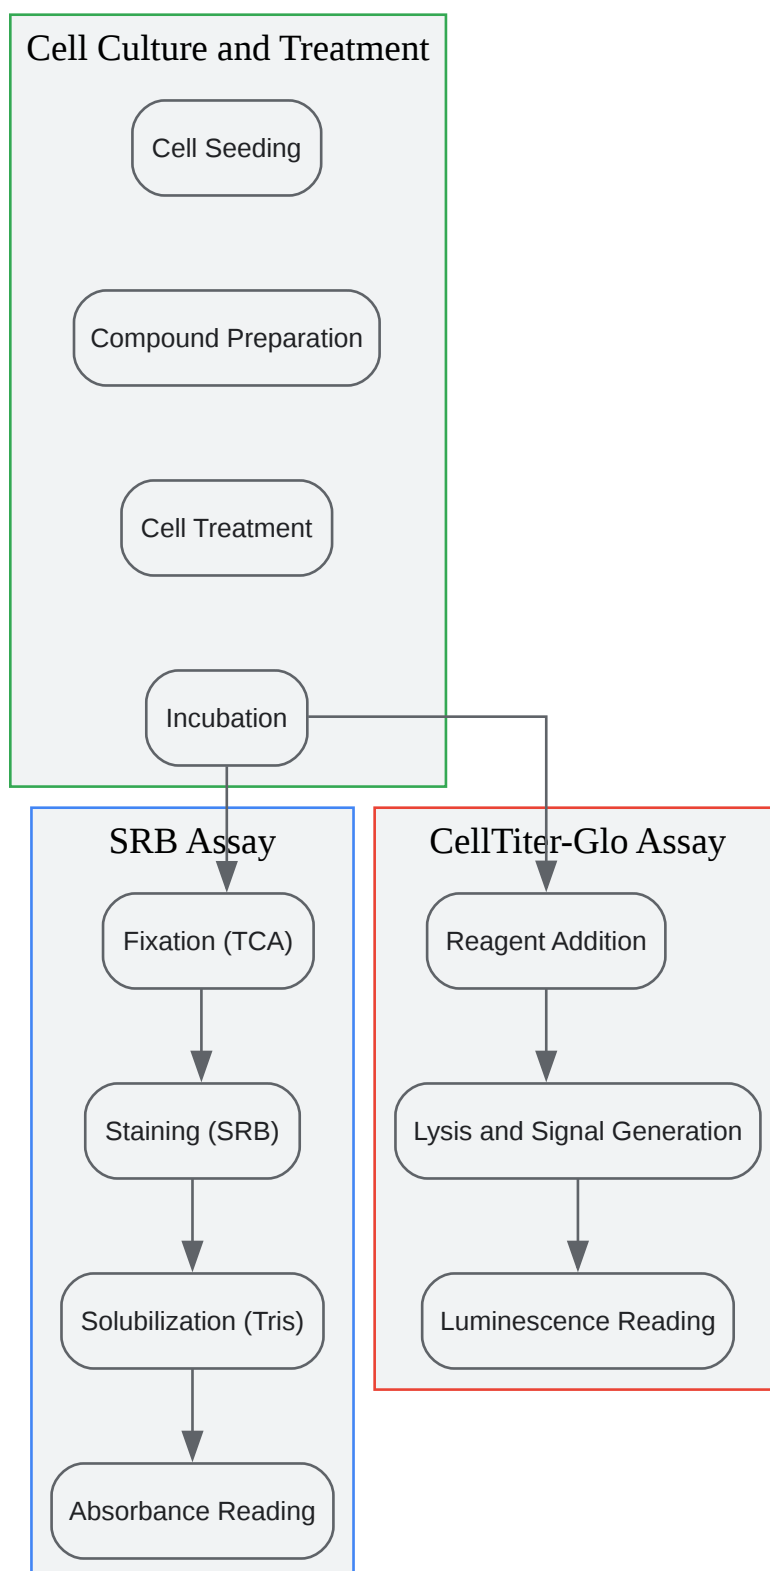 Cell Culture and Treatment
Cell Seeding
Compound Preparation
Cell Treatment
Incubation
SRB Assay
Fixation (TCA)
Staining (SRB)
Solubilization (Tris)
Absorbance Reading
CellTiter-Glo Assay
Reagent Addition
Lysis and Signal Generation
Luminescence Reading